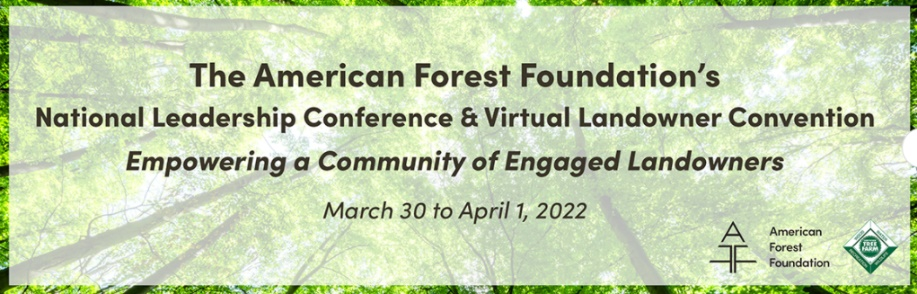 The American Forest Foundation’s
National Leadership Conference & Virtual Landowner Convention
Empowering a Community of Engaged Landowners
March 30 to April 1, 2022
American
Forest
Foundation
TREE
FARM